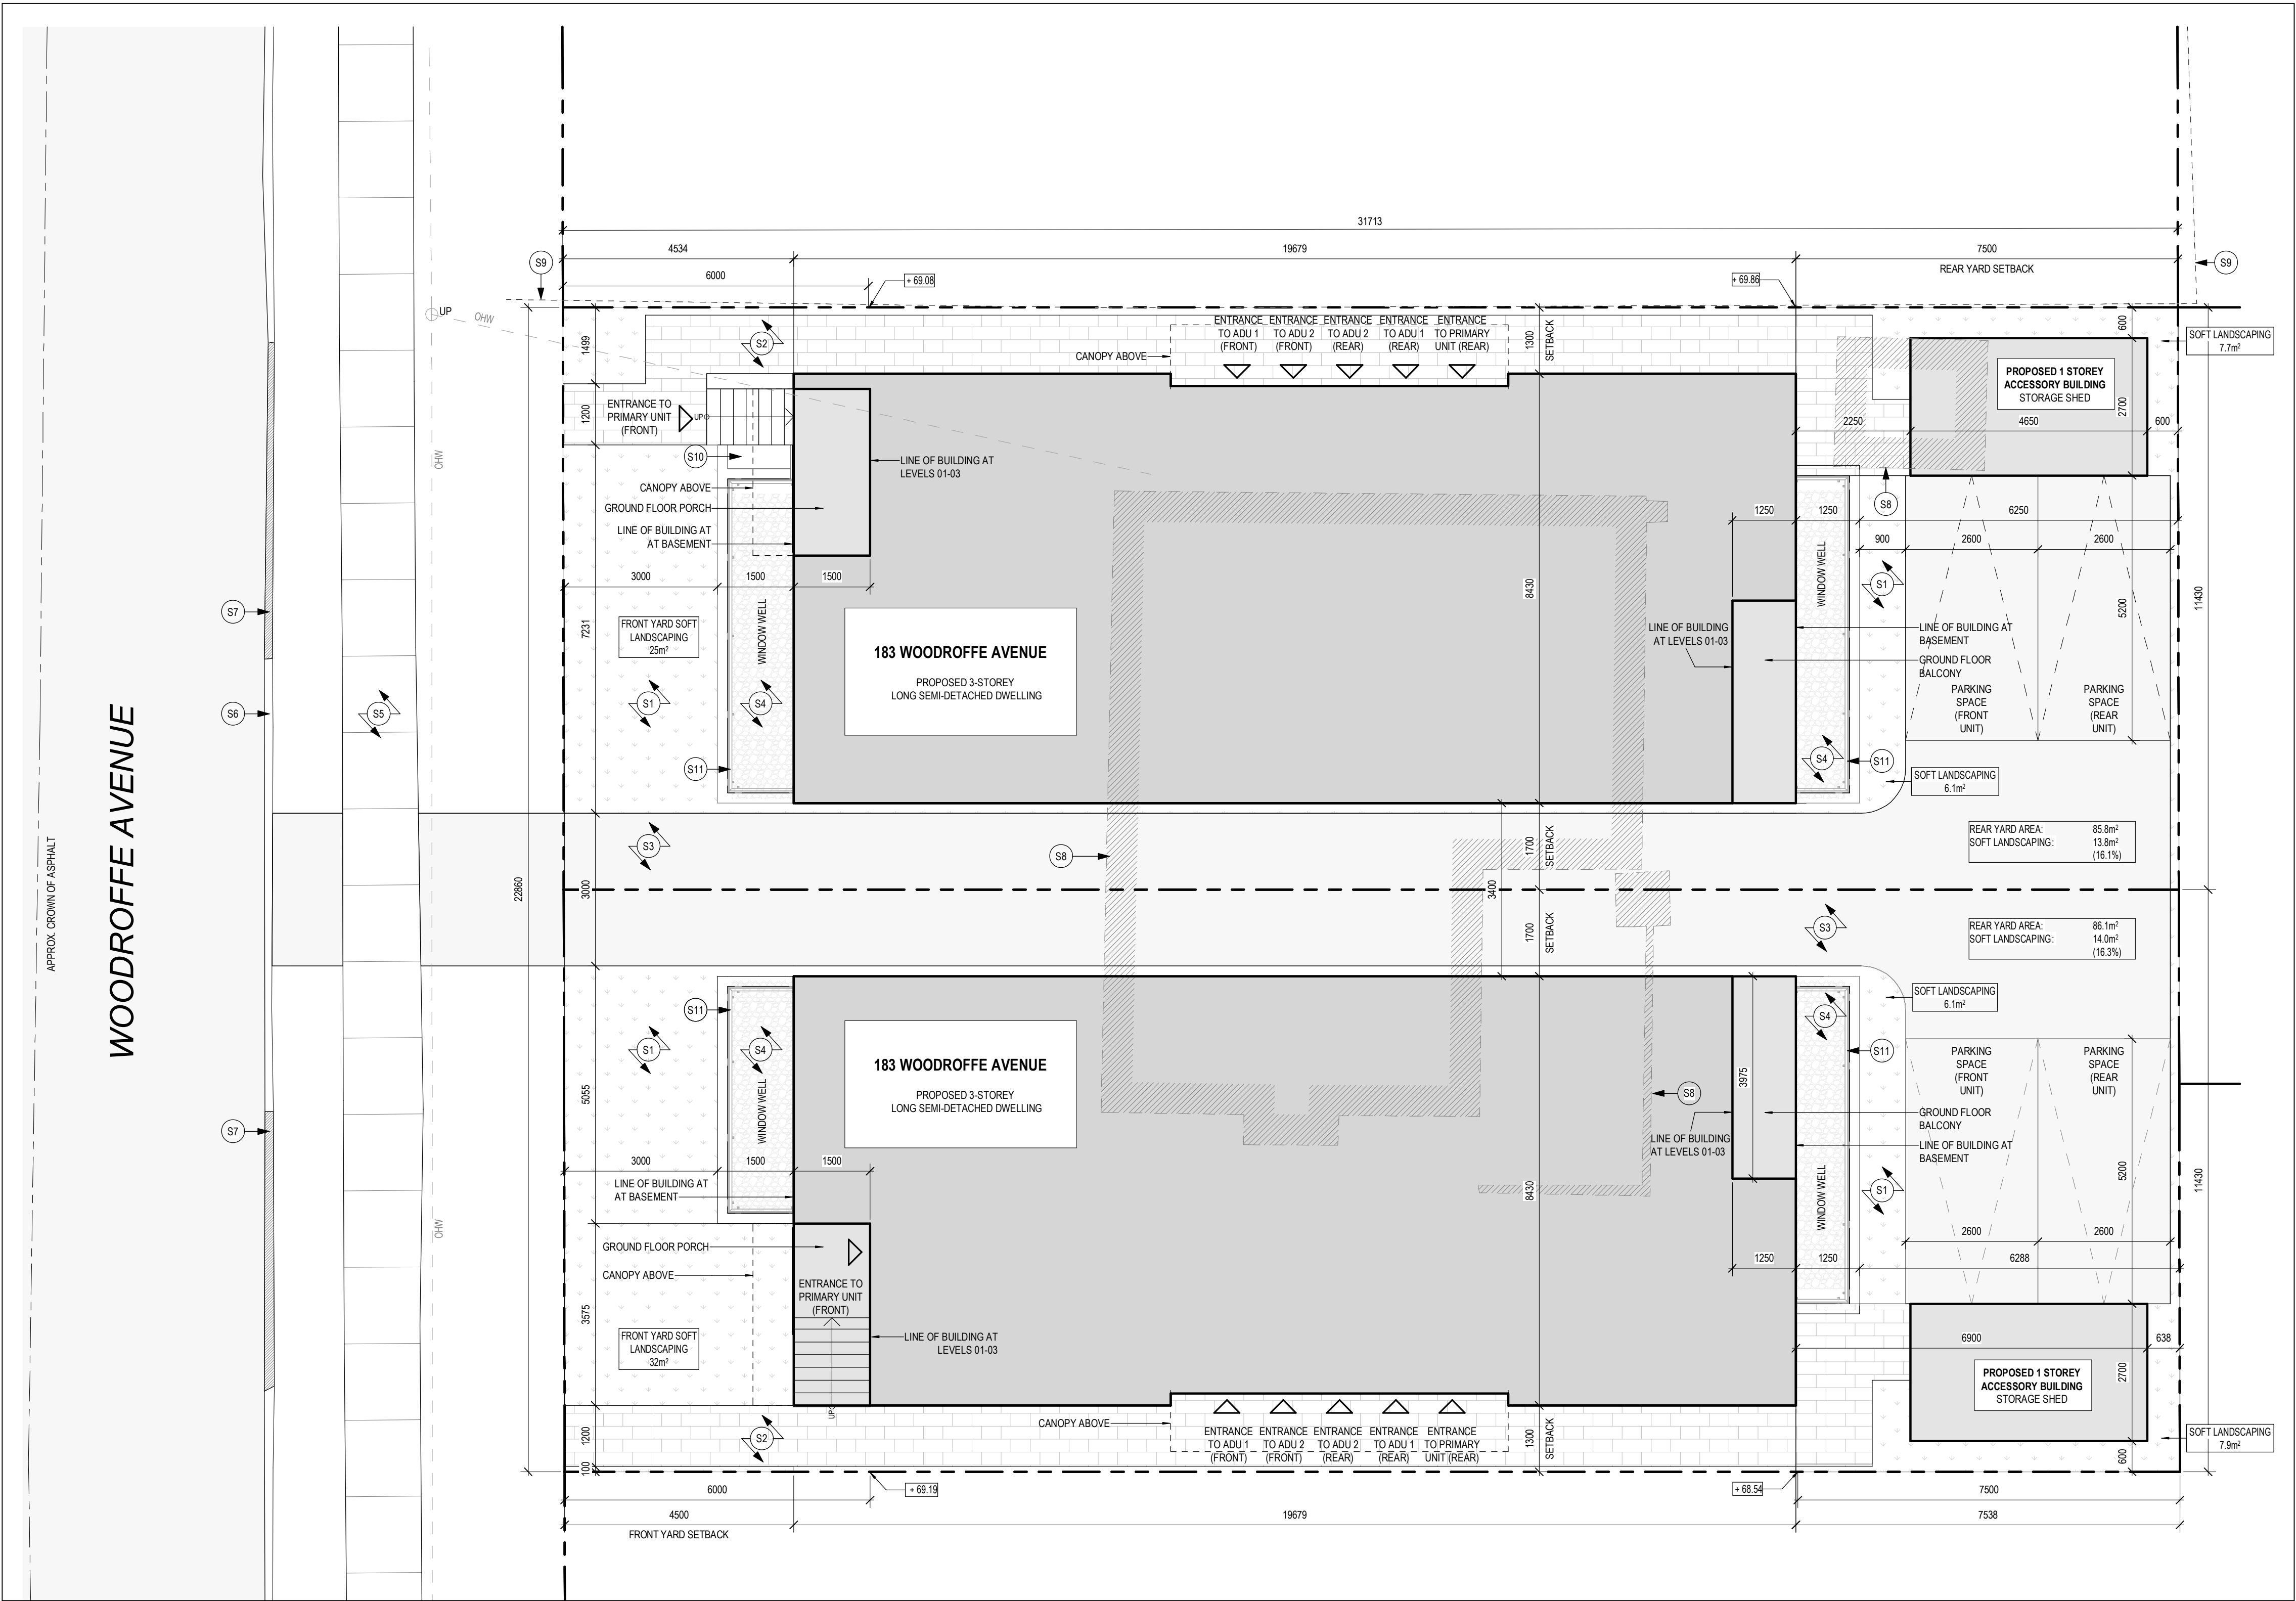 31713
4534
19679
7500
REAR YARD SETBACK
S9
6000
+ 69.08
+ 69.86
S9
UP
OHW
1499
S2
CANOPY ABOVE
ENTRANCE
TO ADU 1
(FRONT)
ENTRANCE
TO ADU 2
(FRONT)
ENTRANCE
TO ADU 2
(REAR)
ENTRANCE
TO ADU 1
(REAR)
ENTRANCE
TO PRIMARY
UNIT (REAR)
1300
SETBACK
600
SOFT LANDSCAPING
7.7m²
PROPOSED 1 STOREY
ACCESSORY BUILDING
STORAGE SHED
2700
2250
4650
600
1200
ENTRANCE TO
PRIMARY UNIT
(FRONT)
UP
S10
LINE OF BUILDING AT
LEVELS 01-03
OHW
CANOPY ABOVE
GROUND FLOOR PORCH
LINE OF BUILDING AT
AT BASEMENT
S8
1250
1250
6250
900
2600
2600
3000
1500
1500
WINDOW WELL
8430
WINDOW WELL
S1
5200
11430
S7
7231
FRONT YARD SOFT
LANDSCAPING
25m²
183 WOODROFFE AVENUE
PROPOSED 3-STOREY
LONG SEMI-DETACHED DWELLING
LINE OF BUILDING
AT LEVELS 01-03
LINE OF BUILDING AT
BASEMENT
GROUND FLOOR
BALCONY
PARKING
SPACE
(FRONT
UNIT)
PARKING
SPACE
(REAR
UNIT)
S6
S5
S1
S4
S11
S4
S11
SOFT LANDSCAPING
6.1m²
WOODROFFE AVENUE
APPROX. CROWN OF ASPHALT
S3
S8
1700
SETBACK
REAR YARD AREA: 85.8m²
SOFT LANDSCAPING: 13.8m²
(16.1%)
22860
3000
3400
1700
SETBACK
S3
REAR YARD AREA: 86.1m²
SOFT LANDSCAPING: 14.0m²
(16.3%)
SOFT LANDSCAPING
6.1m²
S11
S4
S1
S4
S11
183 WOODROFFE AVENUE
PROPOSED 3-STOREY
LONG SEMI-DETACHED DWELLING
5055
WINDOW WELL
3975
S8
PARKING
SPACE
(FRONT
UNIT)
PARKING
SPACE
(REAR
UNIT)
GROUND FLOOR
BALCONY
LINE OF BUILDING AT
BASEMENT
LINE OF BUILDING
AT LEVELS 01-03
S7
3000
1500
1500
LINE OF BUILDING AT
AT BASEMENT
8430
WINDOW WELL
S1
5200
11430
OHW
GROUND FLOOR PORCH
CANOPY ABOVE
2600
2600
1250
1250
6288
ENTRANCE TO
PRIMARY UNIT
(FRONT)
3575
FRONT YARD SOFT
LANDSCAPING
32m²
LINE OF BUILDING AT
LEVELS 01-03
6900
638
2700
PROPOSED 1 STOREY
ACCESSORY BUILDING
STORAGE SHED
UP
1200
S2
CANOPY ABOVE
ENTRANCE
TO ADU 1
(FRONT)
ENTRANCE
TO ADU 2
(FRONT)
ENTRANCE
TO ADU 2
(REAR)
ENTRANCE
TO ADU 1
(REAR)
ENTRANCE
TO PRIMARY
UNIT (REAR)
1300
SETBACK
600
SOFT LANDSCAPING
7.9m²
100
6000
+ 69.19
+ 68.54
7500
4500
19679
7538
FRONT YARD SETBACK